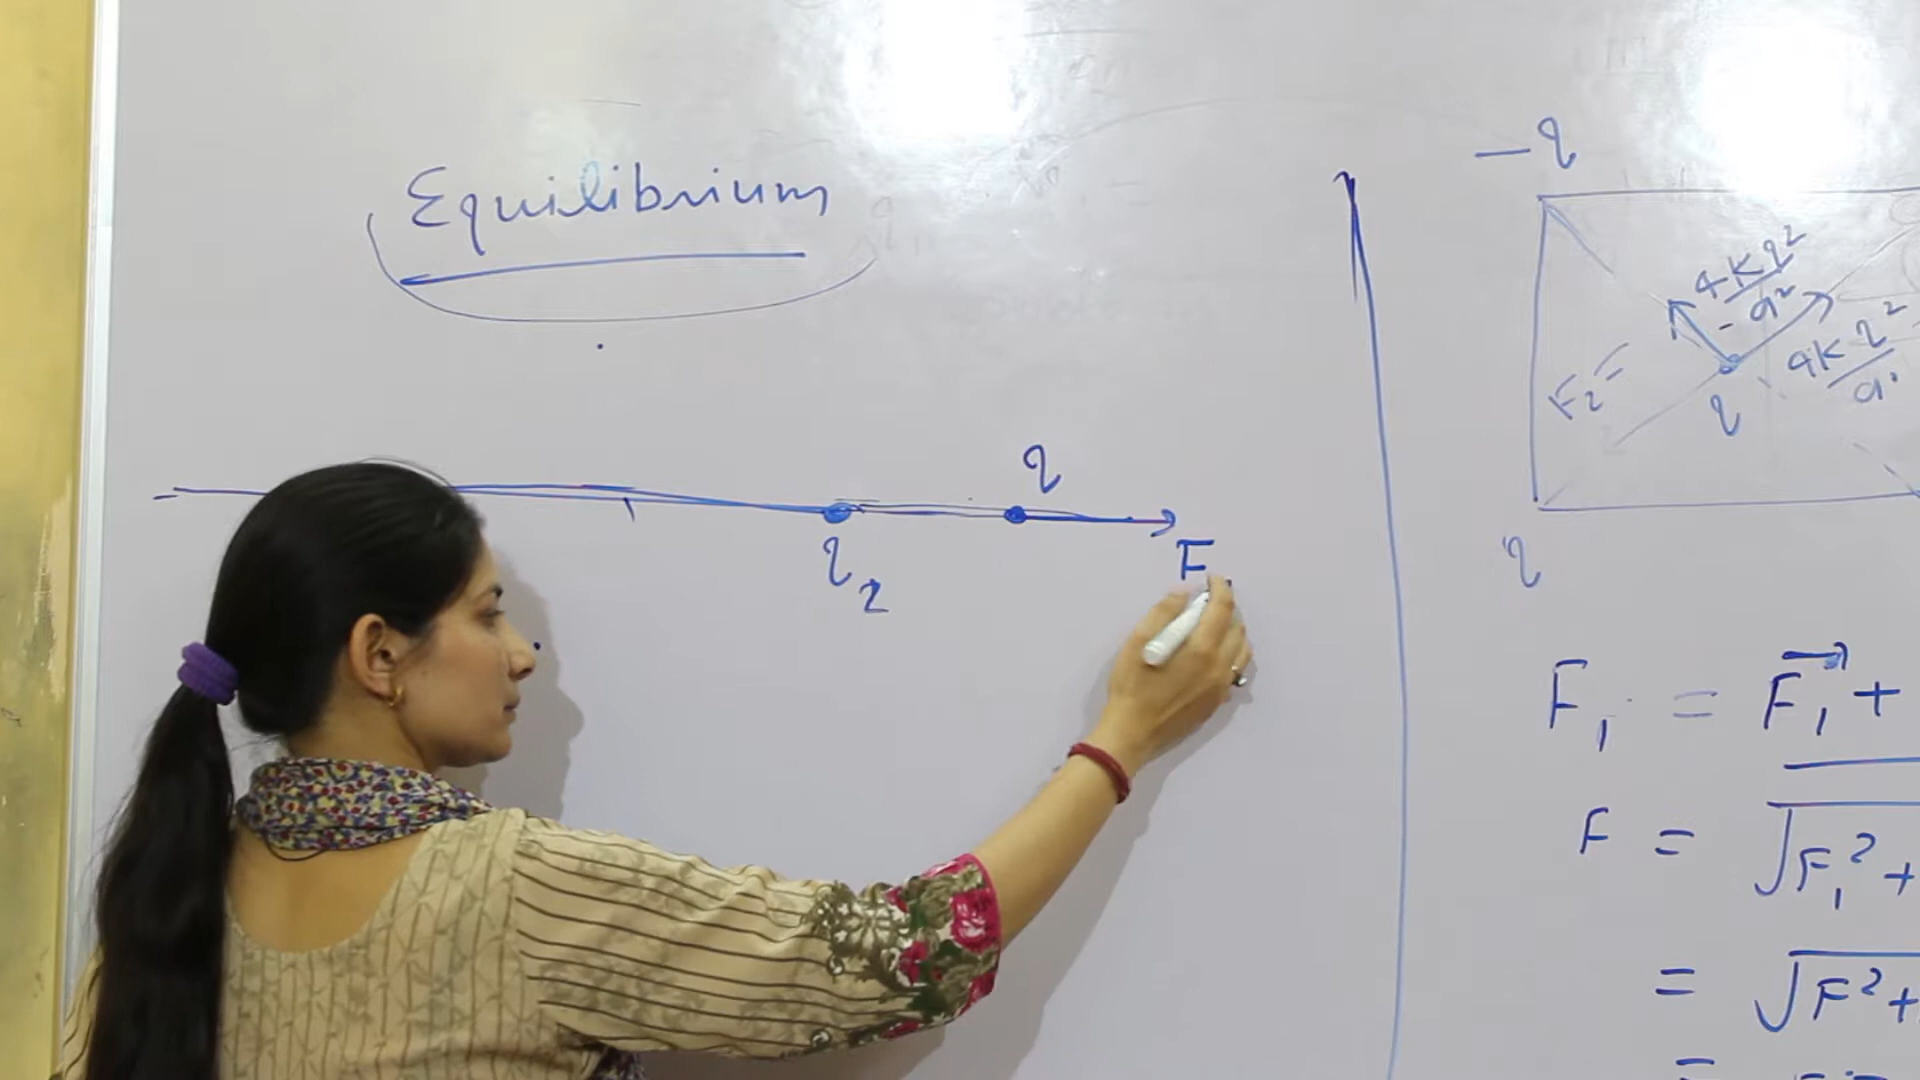 Equilibrium
q
q2
F
-q
4Kq²/a²
4Kq²/a²
F2=
q
q
F1 = F1 +
F = √F1² +
= √F² +